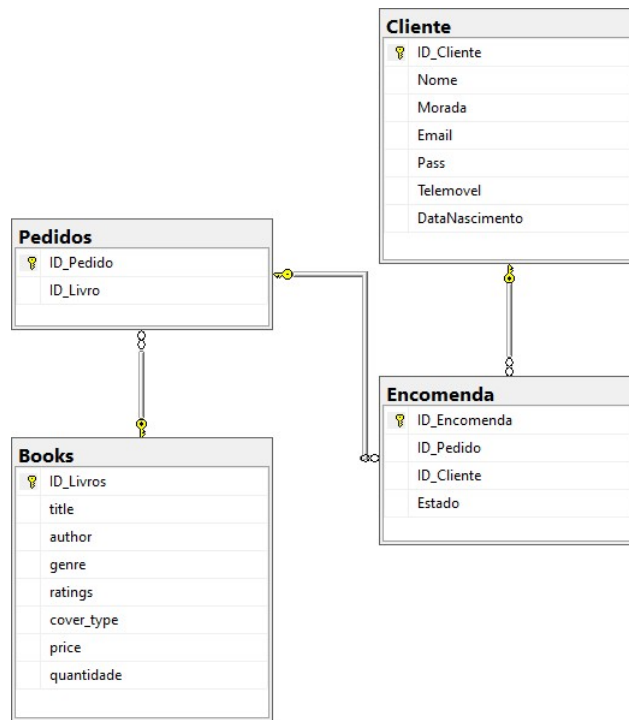 Cliente
ID_Cliente
Nome
Morada
Email
Pass
Telemovel
DataNascimento
Pedidos
ID_Pedido
ID_Livro
Encomenda
ID_Encomenda
ID_Pedido
ID_Cliente
Estado
Books
ID_Livros
title
author
genre
ratings
cover_type
price
quantidade